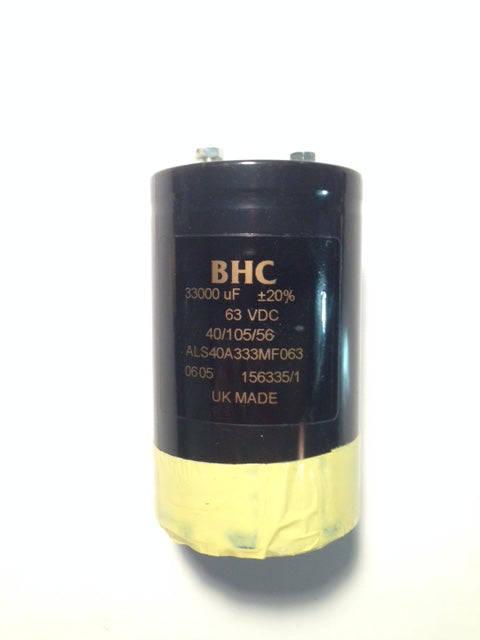 BHC
33000 uF ±20%
63 VDC
40/105/56
ALS40A333MF063
0605 156335/1
UK MADE